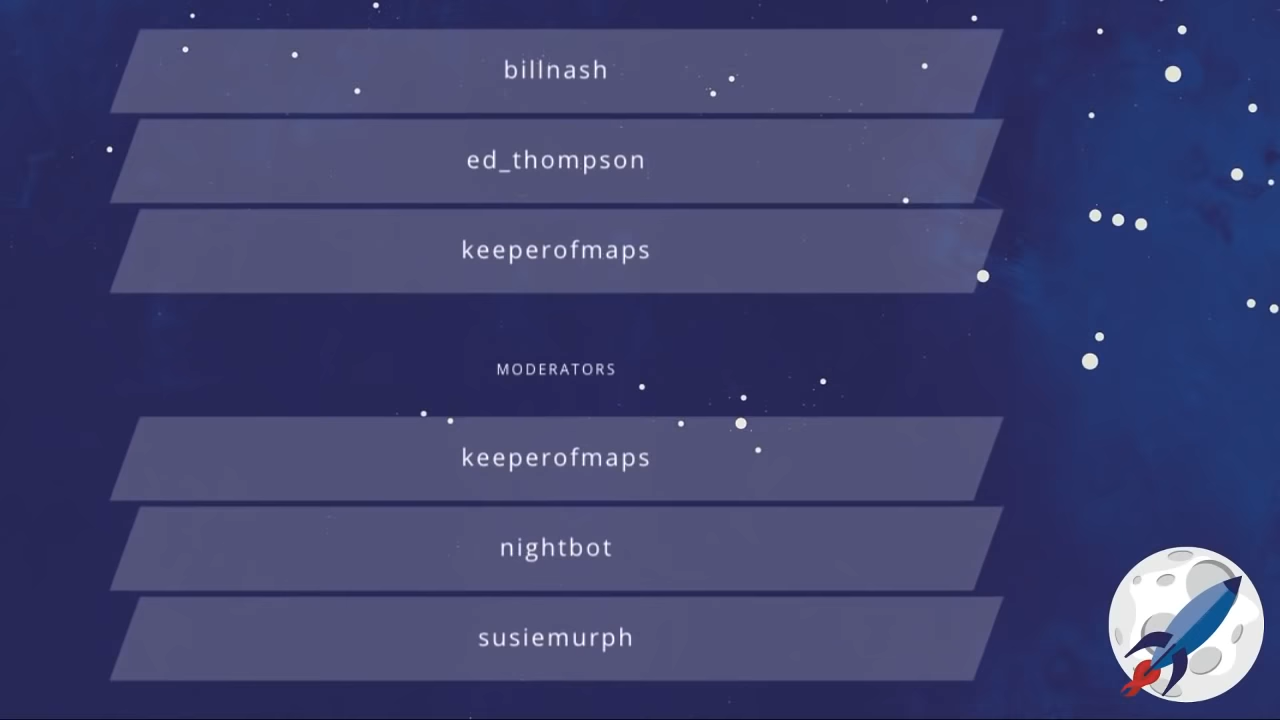 billnash
ed_thompson
keeperofmaps
MODERATORS
keeperofmaps
nightbot
susiemurph